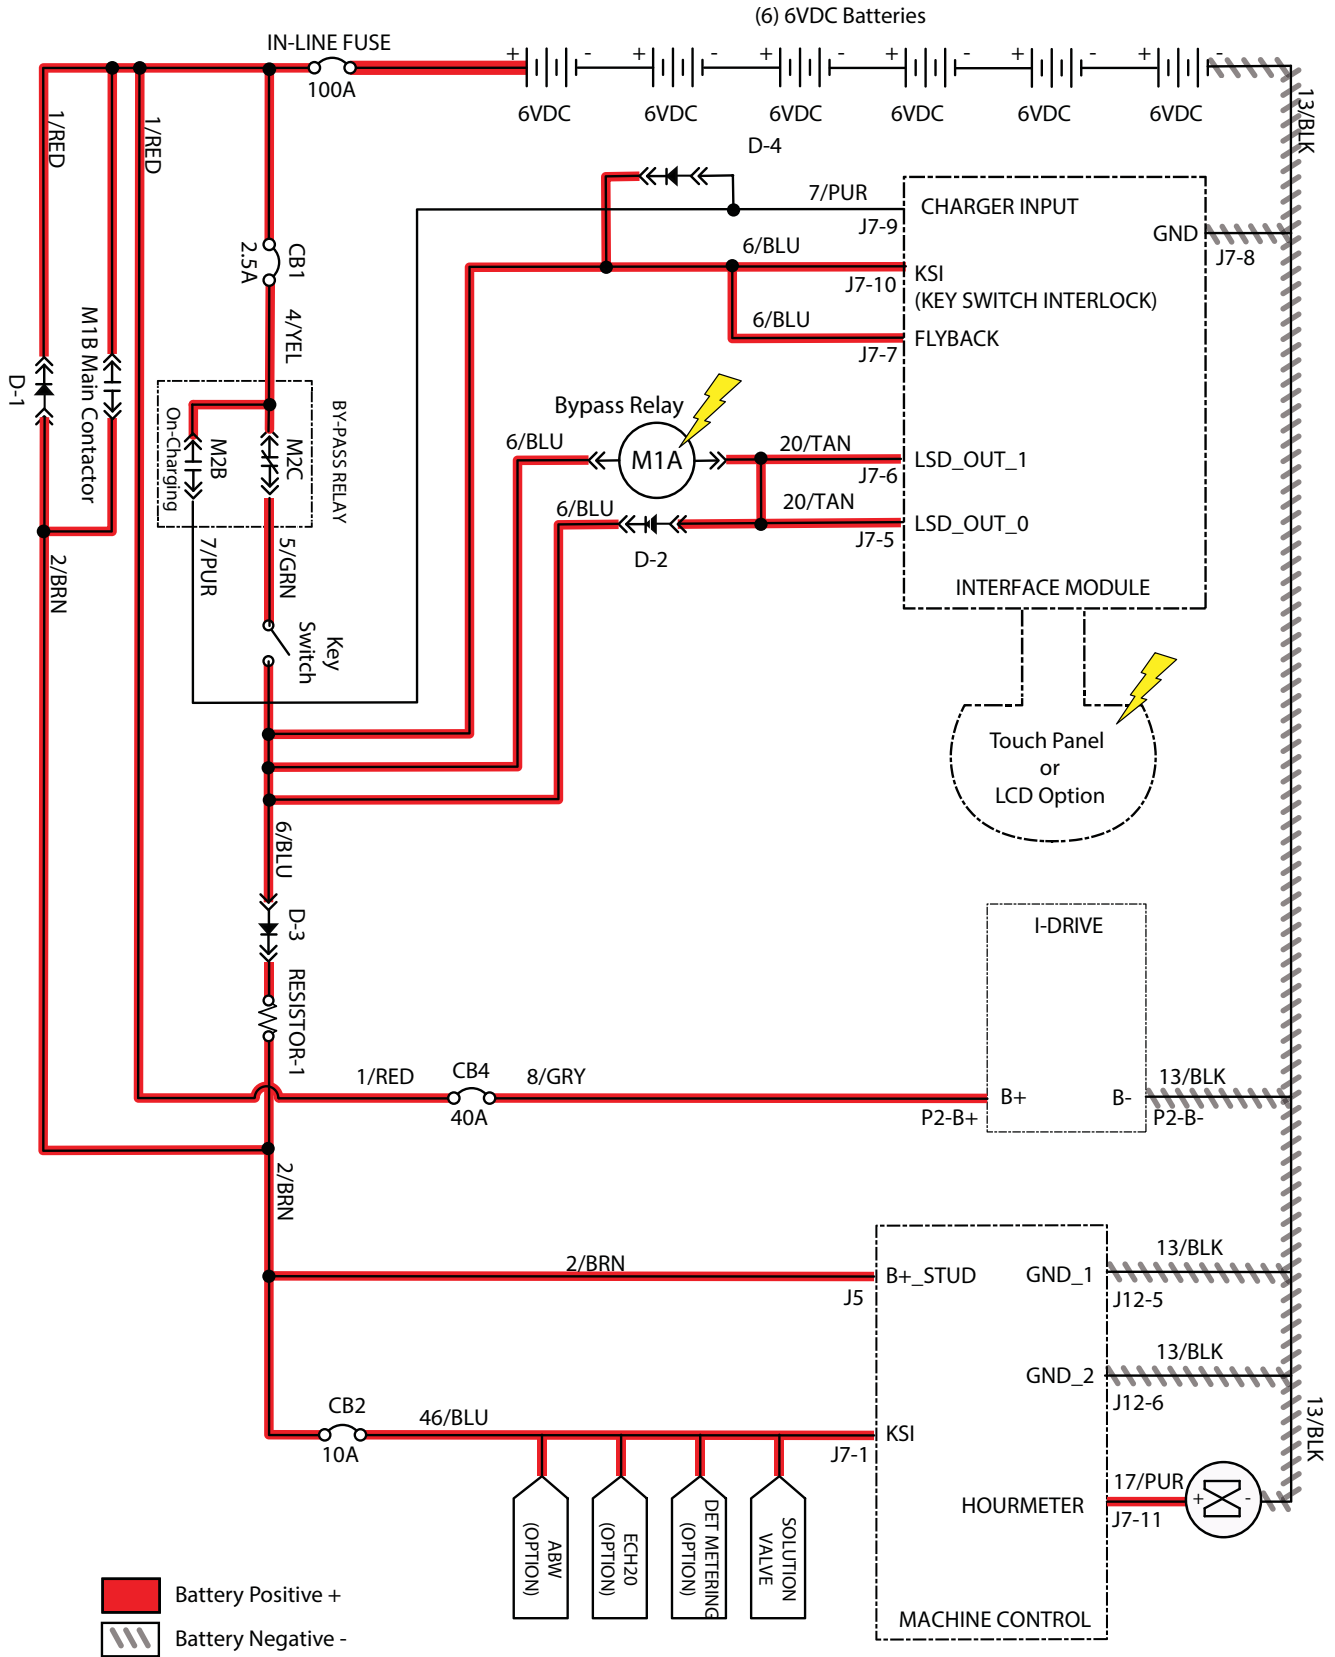 (6) 6VDC Batteries
IN-LINE FUSE
100A
+ - + - + - + - + - + -
6VDC 6VDC 6VDC 6VDC 6VDC 6VDC
13/BLK
1/RED
1/RED
D-4
7/PUR
CHARGER INPUT
J7-9
GND
J7-8
CB1
2.5A
6/BLU
J7-10
KSI
(KEY SWITCH INTERLOCK)
4/YEL
6/BLU
FLYBACK
J7-7
M1B Main Contactor
D-1
BY-PASS RELAY
M2B
On-Charging
M2C
Bypass Relay
6/BLU
M1A
20/TAN
LSD_OUT_1
J7-6
6/BLU
20/TAN
LSD_OUT_0
J7-5
D-2
2/BRN
7/PUR
5/GRN
INTERFACE MODULE
Key
Switch
Touch Panel
or
LCD Option
6/BLU
D-3
I-DRIVE
RESISTOR-1
1/RED
CB4
40A
8/GRY
B+
P2-B+
B-
13/BLK
P2-B-
2/BRN
2/BRN
B+_STUD
J5
GND_1
13/BLK
J12-5
GND_2
13/BLK
J12-6
CB2
10A
46/BLU
KSI
J7-1
13/BLK
17/PUR
HOURMETER
J7-11
+ -
ABW
(OPTION)
ECH20
(OPTION)
DET METERING
(OPTION)
SOLUTION
VALVE
MACHINE CONTROL
Battery Positive +
Battery Negative -